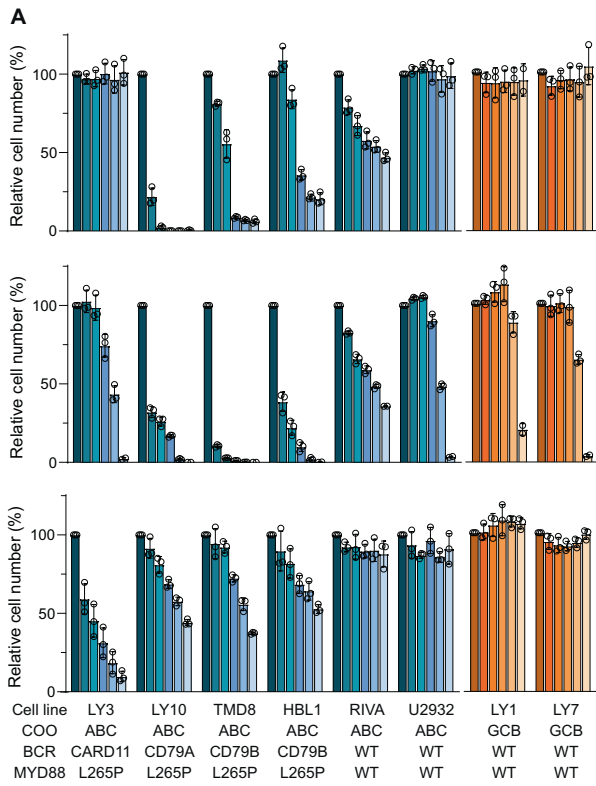 A
Relative cell number (%)
100
50
0
Relative cell number (%)
100
50
0
Relative cell number (%)
100
50
0
Cell line LY3 LY10 TMD8 HBL1 RIVA U2932 LY1 LY7
COO ABC ABC ABC ABC ABC ABC GCB GCB
BCR CARD11 CD79A CD79B CD79B WT WT WT WT
MYD88 L265P L265P L265P L265P WT WT WT WT